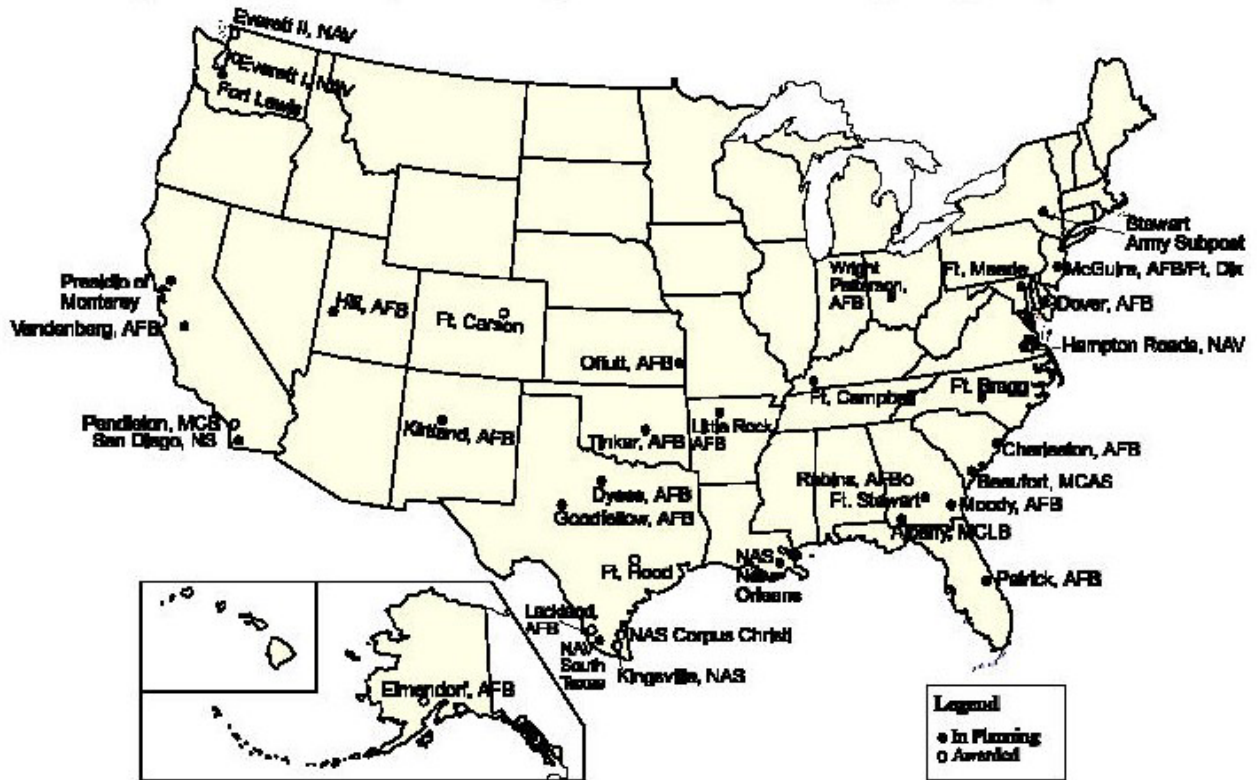 Everett II, NAV
Everett I, NAV
Fort Lewis
Presidio of
Monterey
Vandenberg, AFB
Hill, AFB
Ft. Carson
Offutt, AFB
Wright
Patterson,
AFB
Ft. Meade
Stewart
Army Subpost
McGuire, AFB/Ft. Dix
Dover, AFB
Hampton Roads, NAV
Pendleton, MCB
San Diego, NS
Kirtland, AFB
Tinker, AFB
Little Rock,
AFB
Ft. Campbell
Ft. Bragg
Charleston, AFB
Beaufort, MCAS
Dyess, AFB
Goodfellow, AFB
Robins, AFB
Ft. Stewart
Moody, AFB
Albany, MCLB
Ft. Hood
NAS
New
Orleans
Patrick, AFB
Lackland,
AFB
NAV
South
Texas
NAS Corpus Christi
Kingsville, NAS
Elmendorf, AFB
Legend
In Planning
Awarded